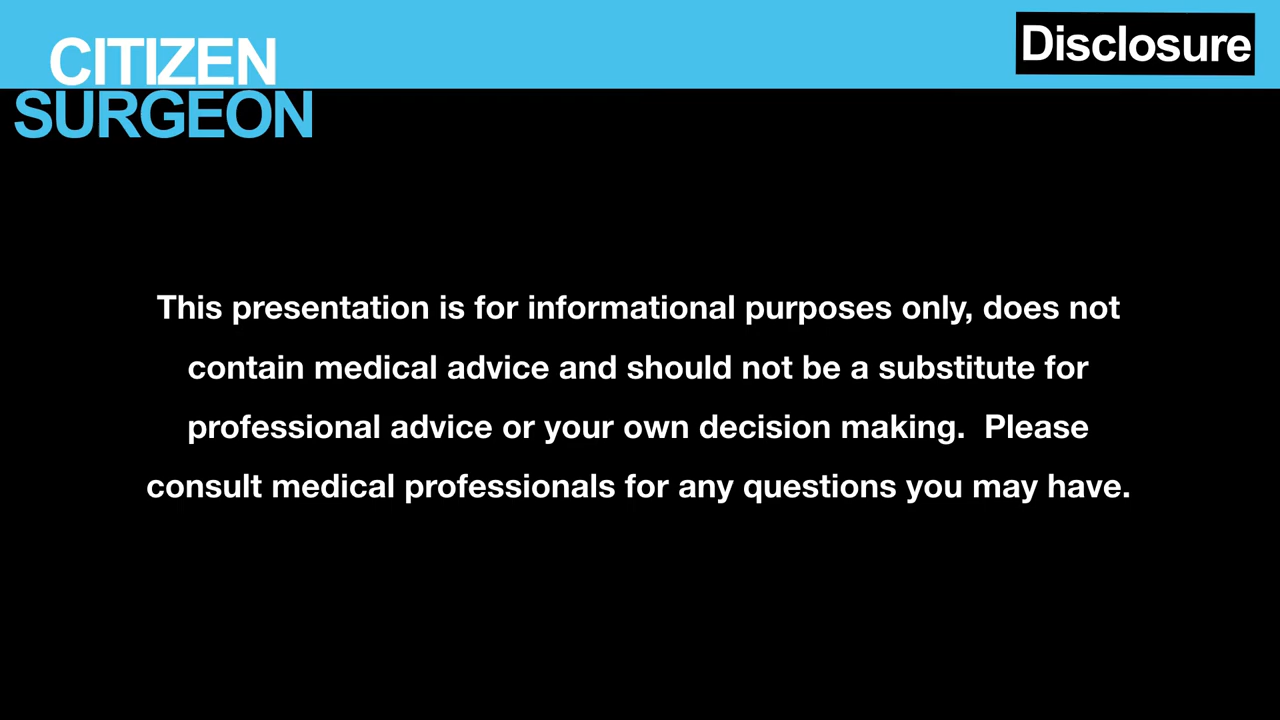 CITIZEN
SURGEON
Disclosure
This presentation is for informational purposes only, does not
contain medical advice and should not be a substitute for
professional advice or your own decision making.  Please
consult medical professionals for any questions you may have.